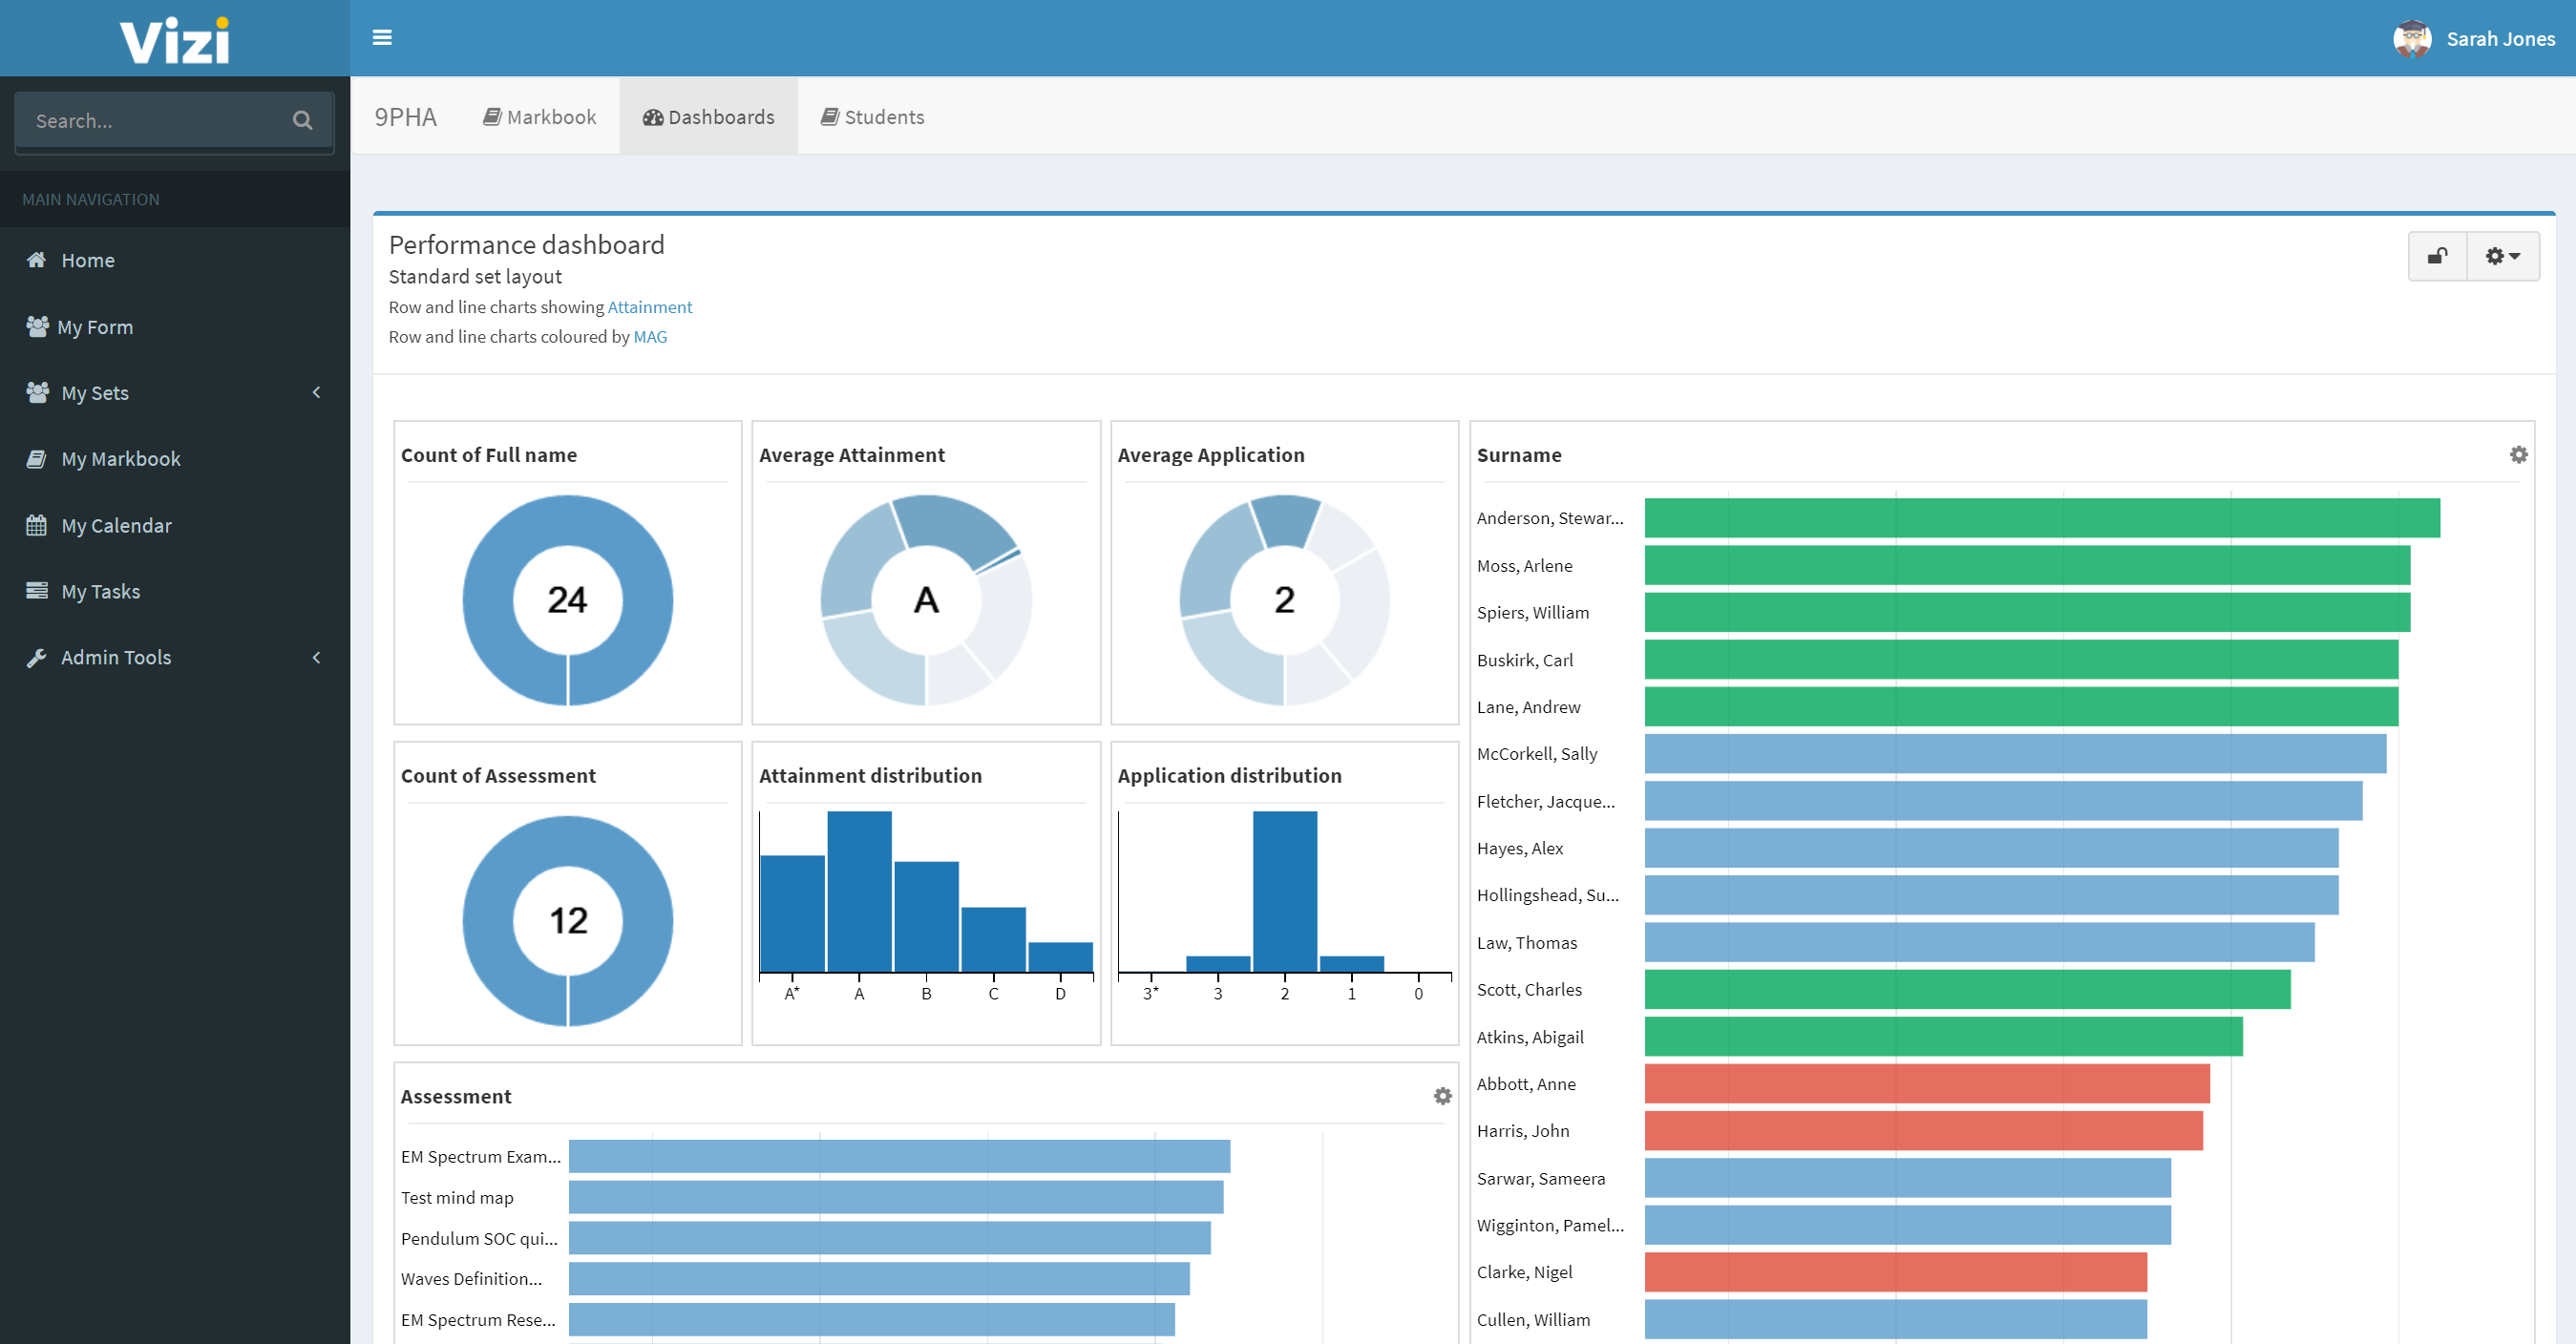 Vizi
Sarah Jones
Search...
9PHA
Markbook
Dashboards
Students
MAIN NAVIGATION
Home
My Form
My Sets
My Markbook
My Calendar
My Tasks
Admin Tools
Performance dashboard
Standard set layout
Row and line charts showing Attainment
Row and line charts coloured by MAG
Count of Full name
24
Average Attainment
A
Average Application
2
Count of Assessment
12
Attainment distribution
A* A B C D
Application distribution
3* 3 2 1 0
Assessment
EM Spectrum Exam...
Test mind map
Pendulum SOC qui...
Waves Definition...
EM Spectrum Rese...
Surname
Anderson, Stewar...
Moss, Arlene
Spiers, William
Buskirk, Carl
Lane, Andrew
McCorkell, Sally
Fletcher, Jacque...
Hayes, Alex
Hollingshead, Su...
Law, Thomas
Scott, Charles
Atkins, Abigail
Abbott, Anne
Harris, John
Sarwar, Sameera
Wigginton, Pamel...
Clarke, Nigel
Cullen, William